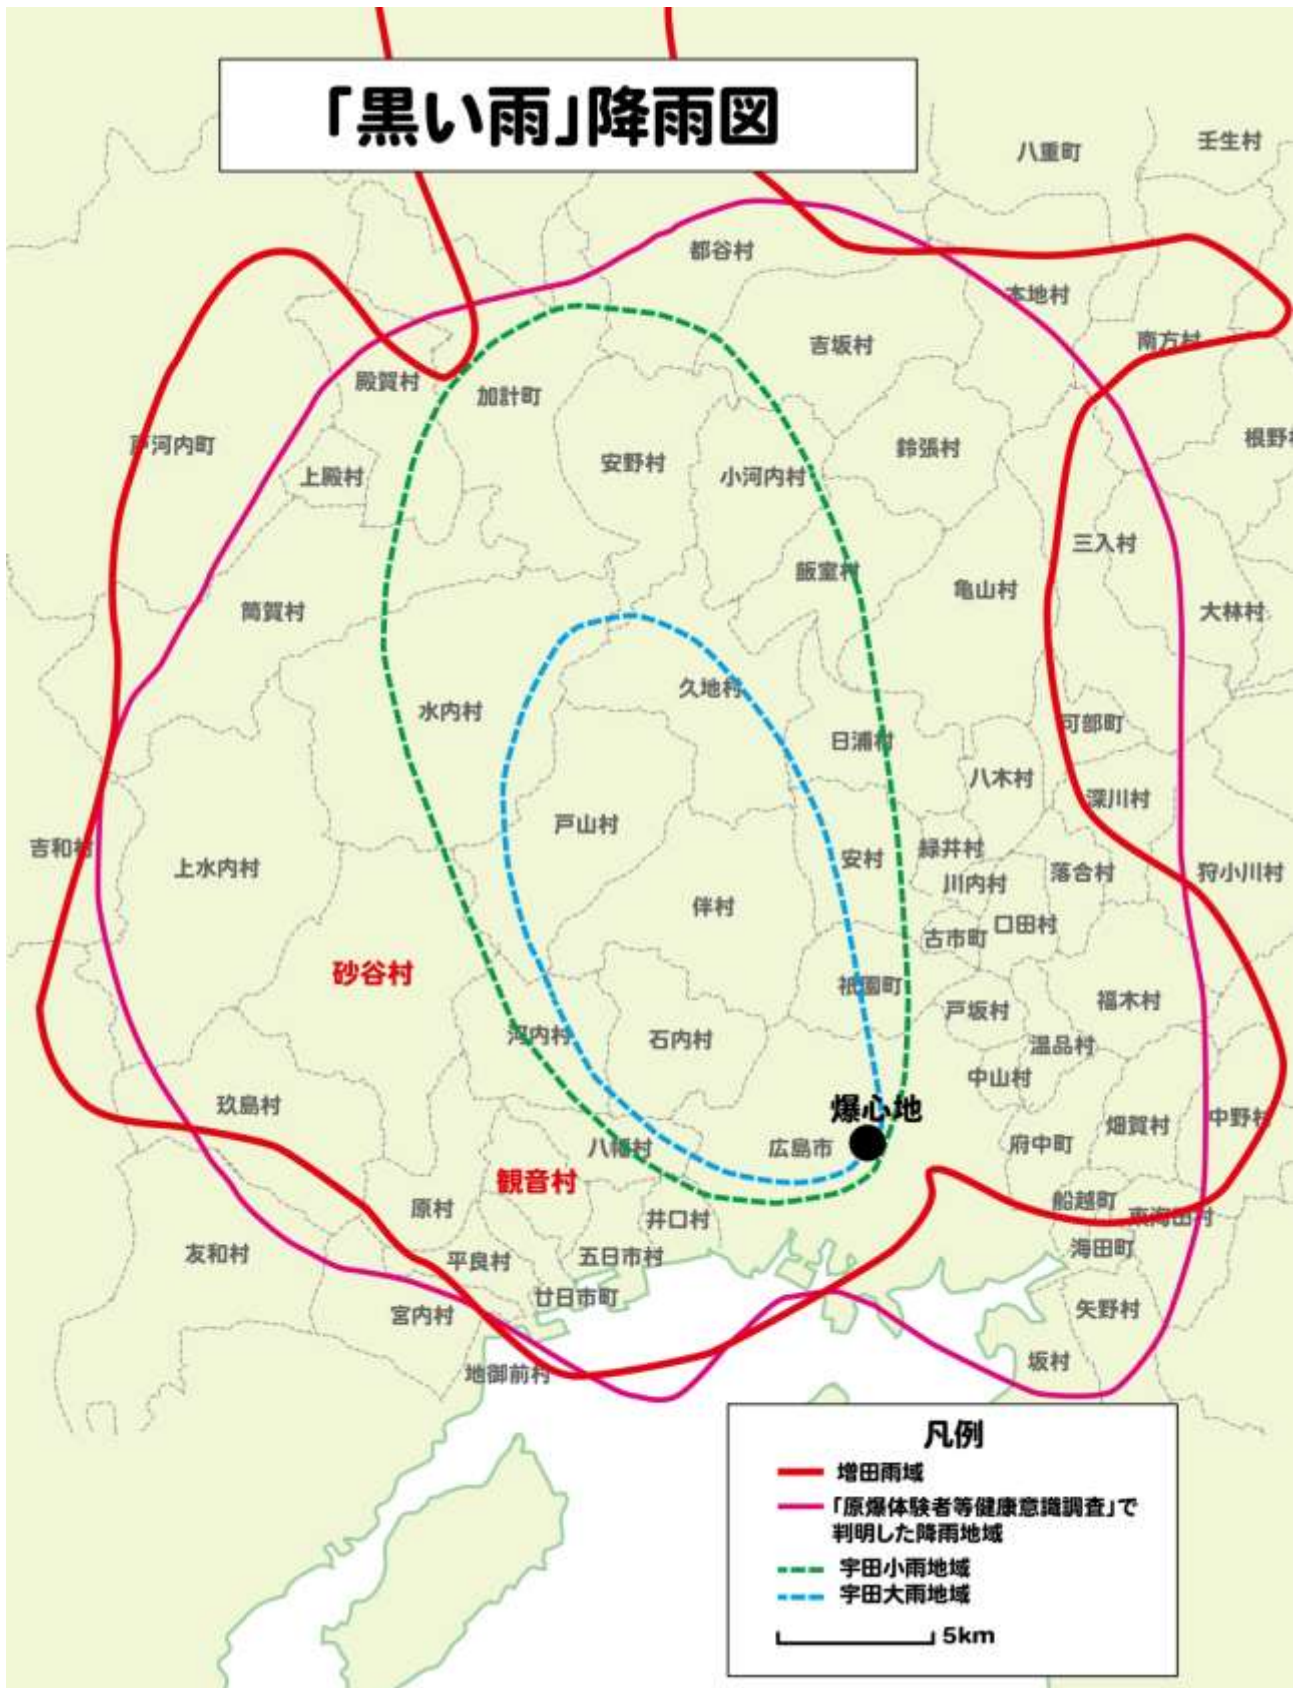 「黒い雨」降雨図
八重町
壬生村
都谷村
本地村
吉坂村
南方村
殿賀村
加計町
戸河内町
根野村
鈴張村
安野村
上殿村
小河内村
三入村
飯室村
亀山村
筒賀村
大林村
久地村
水内村
可部町
日浦村
八木村
深川村
戸山村
吉和村
緑井村
安村
上水内村
落合村
狩小川村
川内村
伴村
口田村
古市町
砂谷村
祇園町
福木村
戸坂村
河内村
石内村
温品村
中山村
玖島村
爆心地
中野村
畑賀村
府中町
八幡村
広島市
観音村
船越町
原村
井口村
東海田村
海田町
友和村
五日市村
平良村
廿日市町
矢野村
宮内村
坂村
地御前村
凡例
増田雨域
「原爆体験者等健康意識調査」で
判明した降雨地域
宇田小雨地域
宇田大雨地域
5km